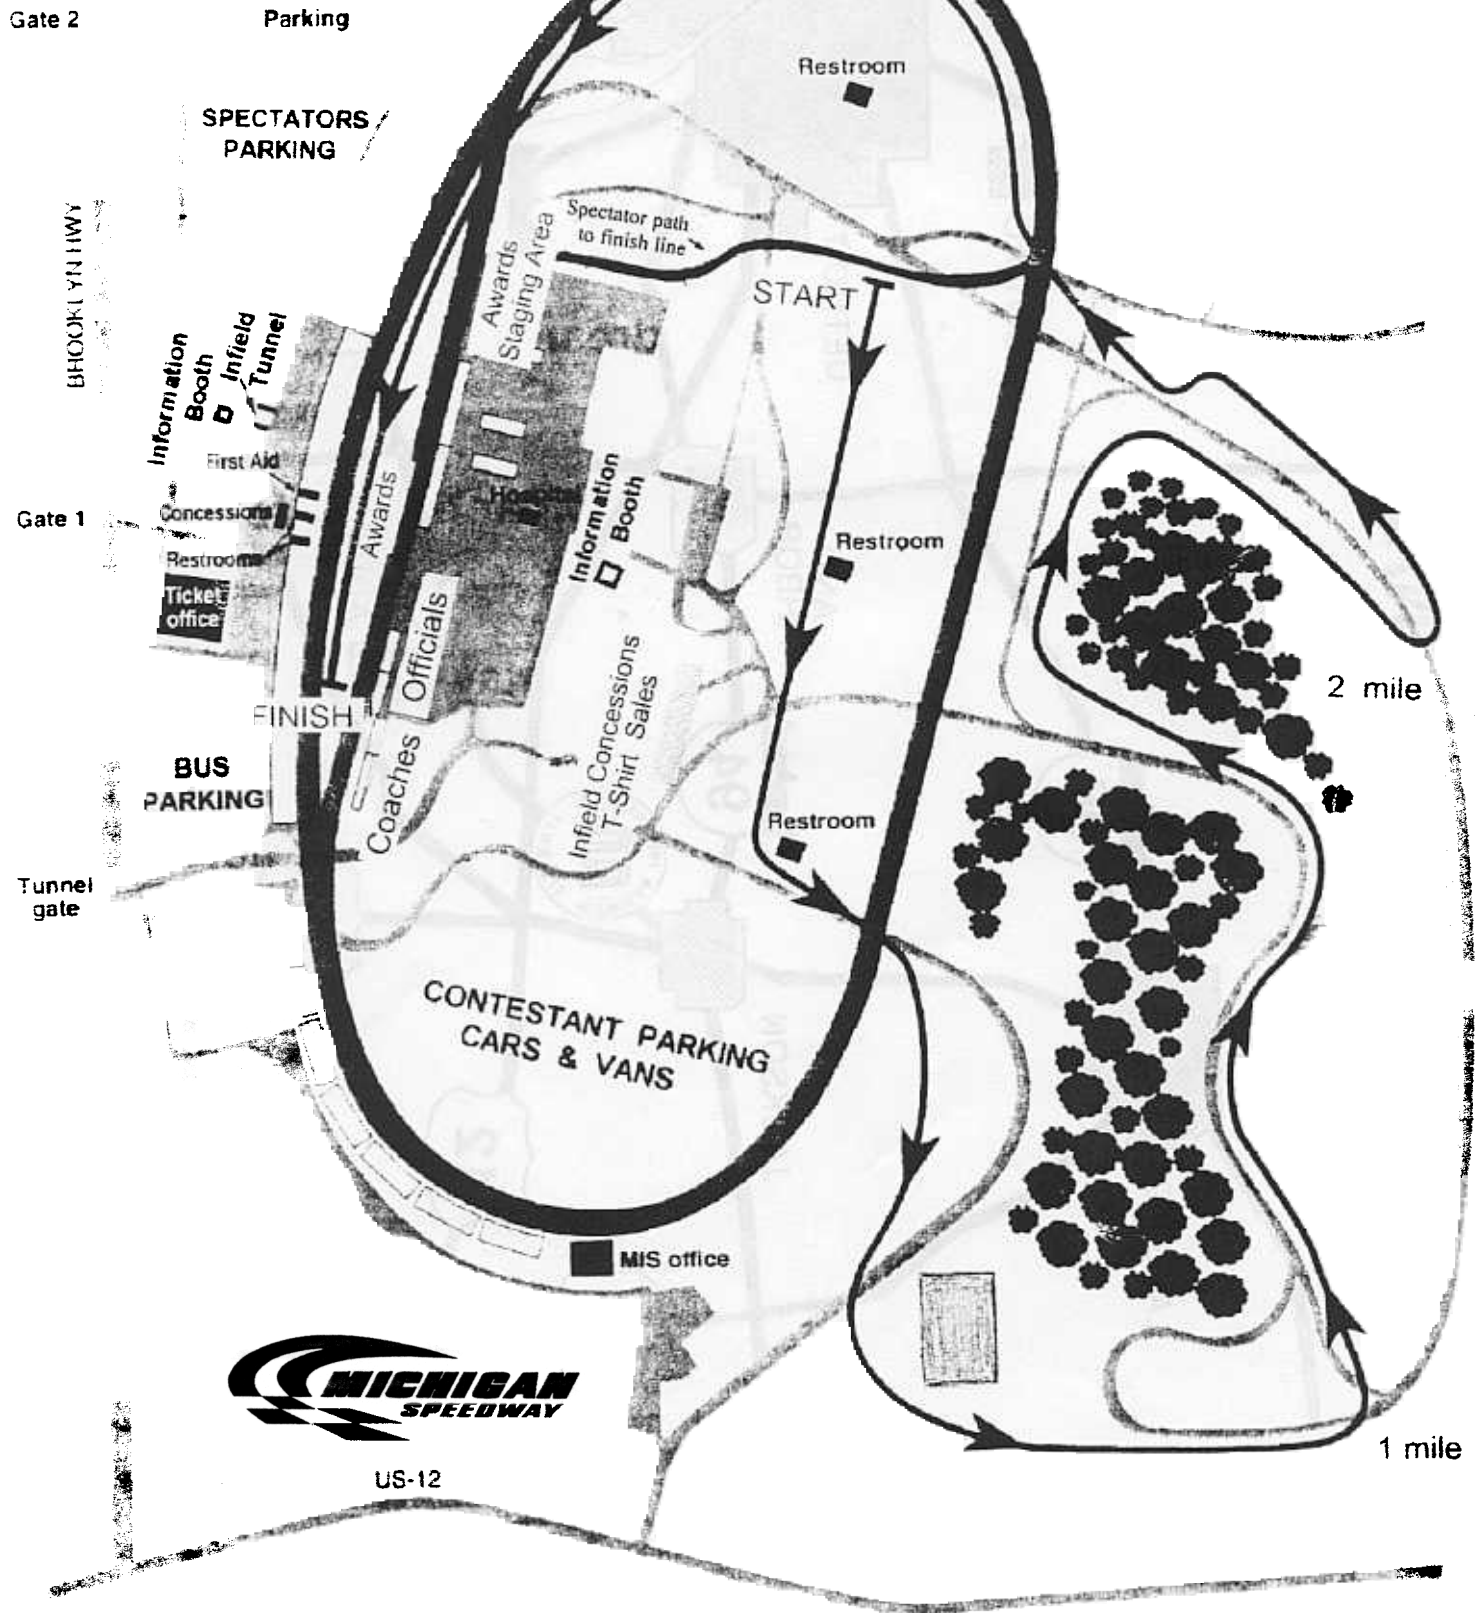 Gate 2
Parking
Restroom
SPECTATORS
PARKING
BROOKLYN HWY
Spectator path
to finish line
Awards
Staging Area
START
Information
Booth
Infield
Tunnel
First Aid
Concessions
Restrooms
Gate 1
Ticket
office
Awards
Hospital
Information
Booth
Restroom
Officials
FINISH
2 mile
BUS
PARKING
Coaches
Infield Concessions
T-Shirt Sales
Restroom
Tunnel
gate
CONTESTANT PARKING
CARS & VANS
MIS office
MICHIGAN
SPEEDWAY
1 mile
US-12